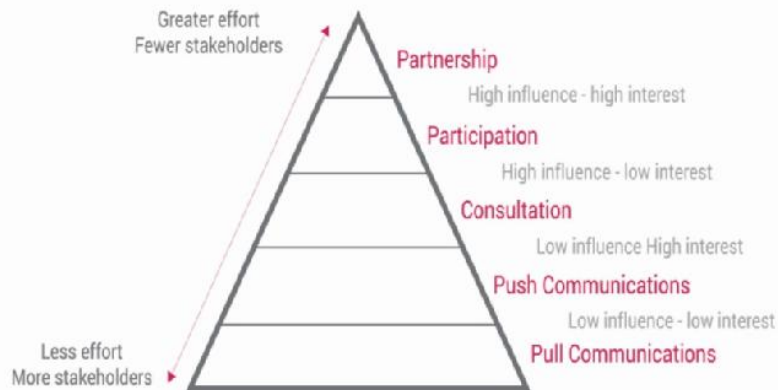 Greater effort
Fewer stakeholders
Partnership
High influence - high interest
Participation
High influence - low interest
Consultation
Low influence High interest
Push Communications
Low influence - low interest
Less effort
More stakeholders
Pull Communications